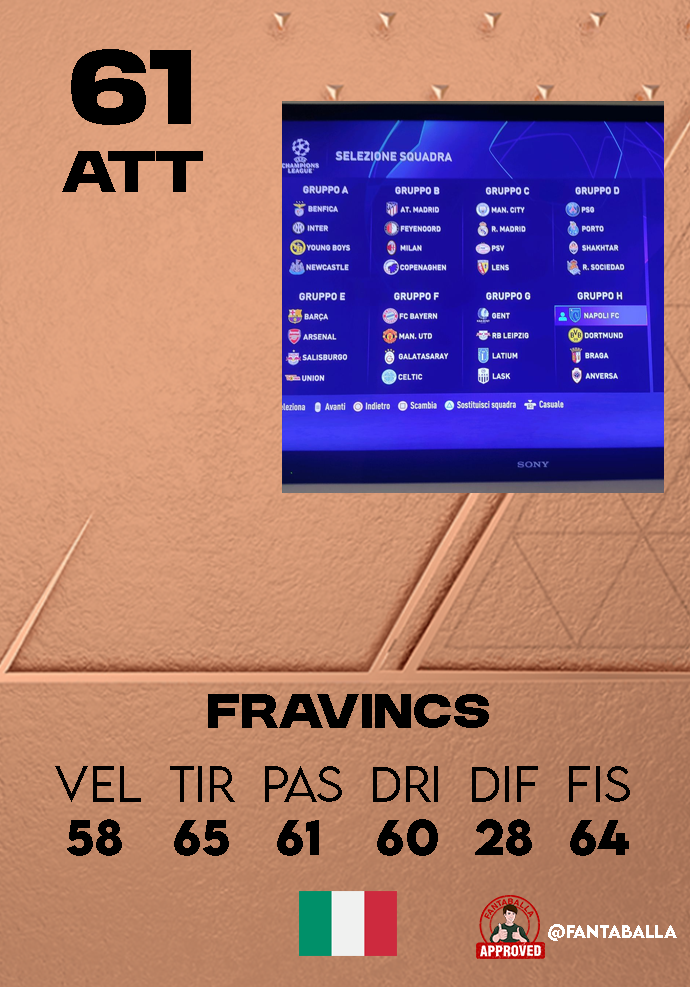 61
ATT
CHAMPIONS
LEAGUE
SELEZIONE SQUADRA
GRUPPO A
BENFICA
INTER
YOUNG BOYS
NEWCASTLE
GRUPPO B
AT. MADRID
FEYENOORD
MILAN
COPENAGHEN
GRUPPO C
MAN. CITY
R. MADRID
PSV
LENS
GRUPPO D
PSG
PORTO
SHAKHTAR
R. SOCIEDAD
GRUPPO E
BARÇA
ARSENAL
SALISBURGO
UNION
GRUPPO F
FC BAYERN
MAN. UTD
GALATASARAY
CELTIC
GRUPPO G
GENT
RB LEIPZIG
LATIUM
LASK
GRUPPO H
NAPOLI FC
DORTMUND
BRAGA
ANVERSA
eleziona Avanti Indietro Scambia Sostituisci squadra Casuale
SONY
FRAVINCS
VEL TIR PAS DRI DIF FIS
58 65 61 60 28 64
FANTABALLA
APPROVED
@FANTABALLA